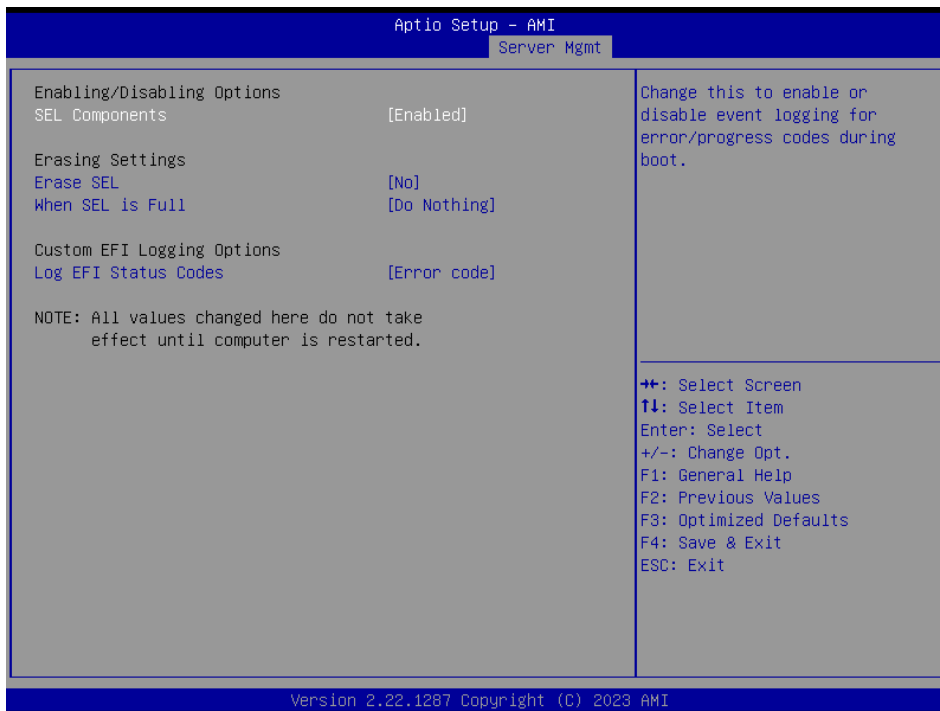 Aptio Setup - AMI
Server Mgmt
Enabling/Disabling Options
SEL Components [Enabled]
Erasing Settings
Erase SEL [No]
When SEL is Full [Do Nothing]
Custom EFI Logging Options
Log EFI Status Codes [Error code]
NOTE: All values changed here do not take
effect until computer is restarted.
Change this to enable or
disable event logging for
error/progress codes during
boot.
→←: Select Screen
↑↓: Select Item
Enter: Select
+/-: Change Opt.
F1: General Help
F2: Previous Values
F3: Optimized Defaults
F4: Save & Exit
ESC: Exit
Version 2.22.1287 Copyright (C) 2023 AMI